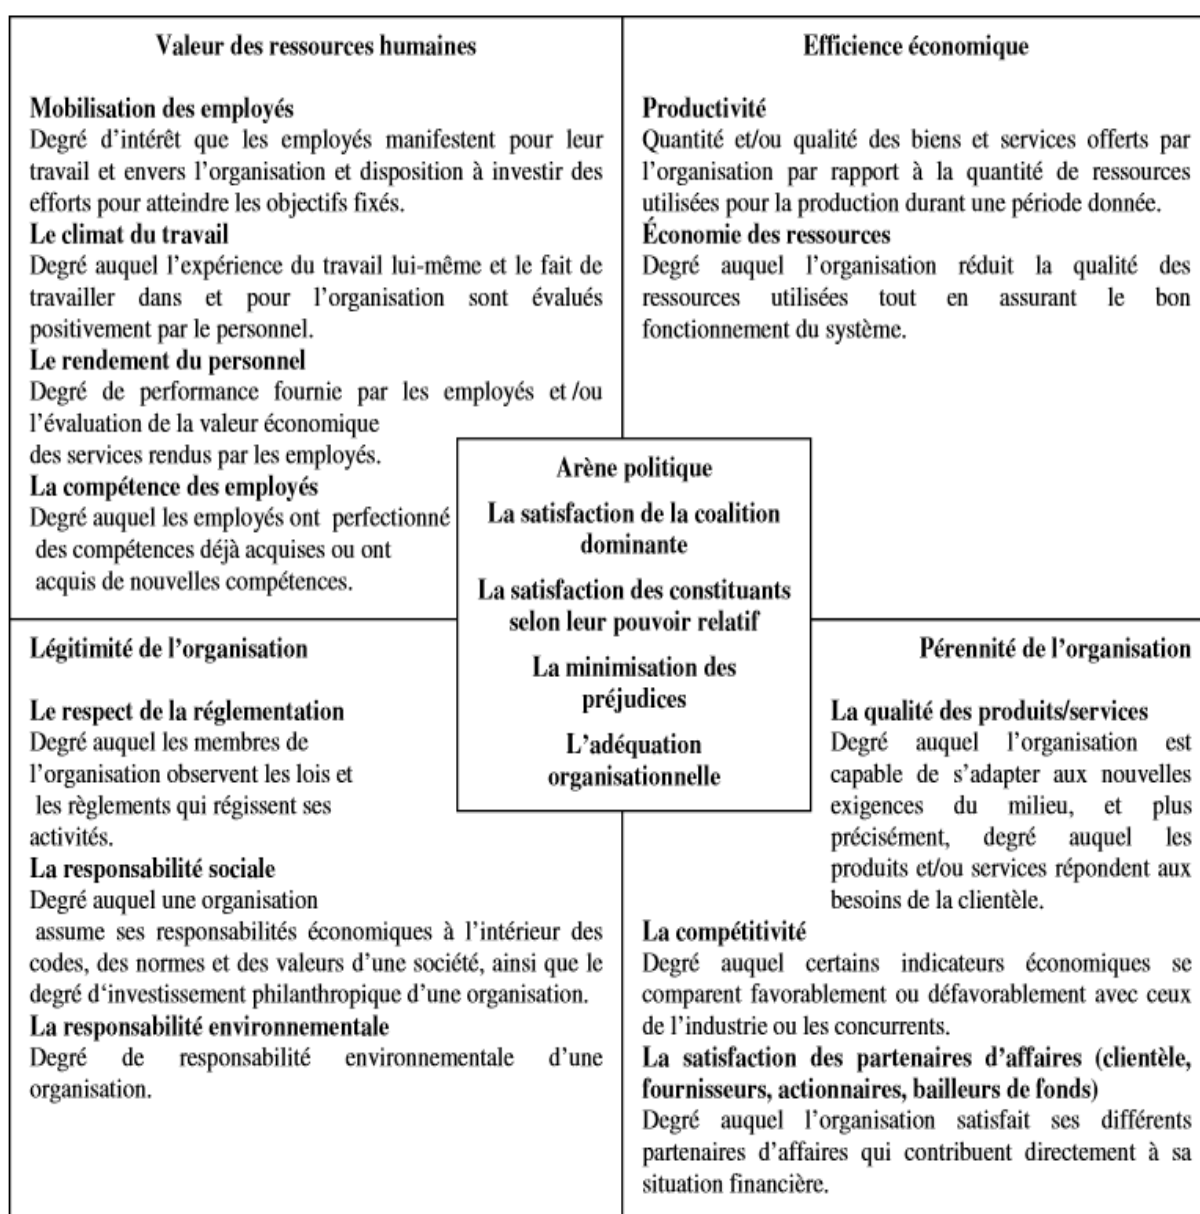 Valeur des ressources humaines
Mobilisation des employés
Degré d'intérêt que les employés manifestent pour leur
travail et envers l'organisation et disposition à investir des
efforts pour atteindre les objectifs fixés.
Le climat du travail
Degré auquel l'expérience du travail lui-même et le fait de
travailler dans et pour l'organisation sont évalués
positivement par le personnel.
Le rendement du personnel
Degré de performance fournie par les employés et /ou
l'évaluation de la valeur économique
des services rendus par les employés.
La compétence des employés
Degré auquel les employés ont perfectionné
des compétences déjà acquises ou ont
acquis de nouvelles compétences.
Efficience économique
Productivité
Quantité et/ou qualité des biens et services offerts par
l'organisation par rapport à la quantité de ressources
utilisées pour la production durant une période donnée.
Économie des ressources
Degré auquel l'organisation réduit la qualité des
ressources utilisées tout en assurant le bon
fonctionnement du système.
Arène politique
La satisfaction de la coalition
dominante
La satisfaction des constituants
selon leur pouvoir relatif
La minimisation des
préjudices
L'adéquation
organisationnelle
Légitimité de l'organisation
Le respect de la réglementation
Degré auquel les membres de
l'organisation observent les lois et
les règlements qui régissent ses
activités.
La responsabilité sociale
Degré auquel une organisation
assume ses responsabilités économiques à l'intérieur des
codes, des normes et des valeurs d'une société, ainsi que le
degré d‘investissement philanthropique d'une organisation.
La responsabilité environnementale
Degré de responsabilité environnementale d'une
organisation.
Pérennité de l'organisation
La qualité des produits/services
Degré auquel l'organisation est
capable de s'adapter aux nouvelles
exigences du milieu, et plus
précisément, degré auquel les
produits et/ou services répondent aux
besoins de la clientèle.
La compétitivité
Degré auquel certains indicateurs économiques se
comparent favorablement ou défavorablement avec ceux
de l'industrie ou les concurrents.
La satisfaction des partenaires d'affaires (clientèle,
fournisseurs, actionnaires, bailleurs de fonds)
Degré auquel l'organisation satisfait ses différents
partenaires d'affaires qui contribuent directement à sa
situation financière.